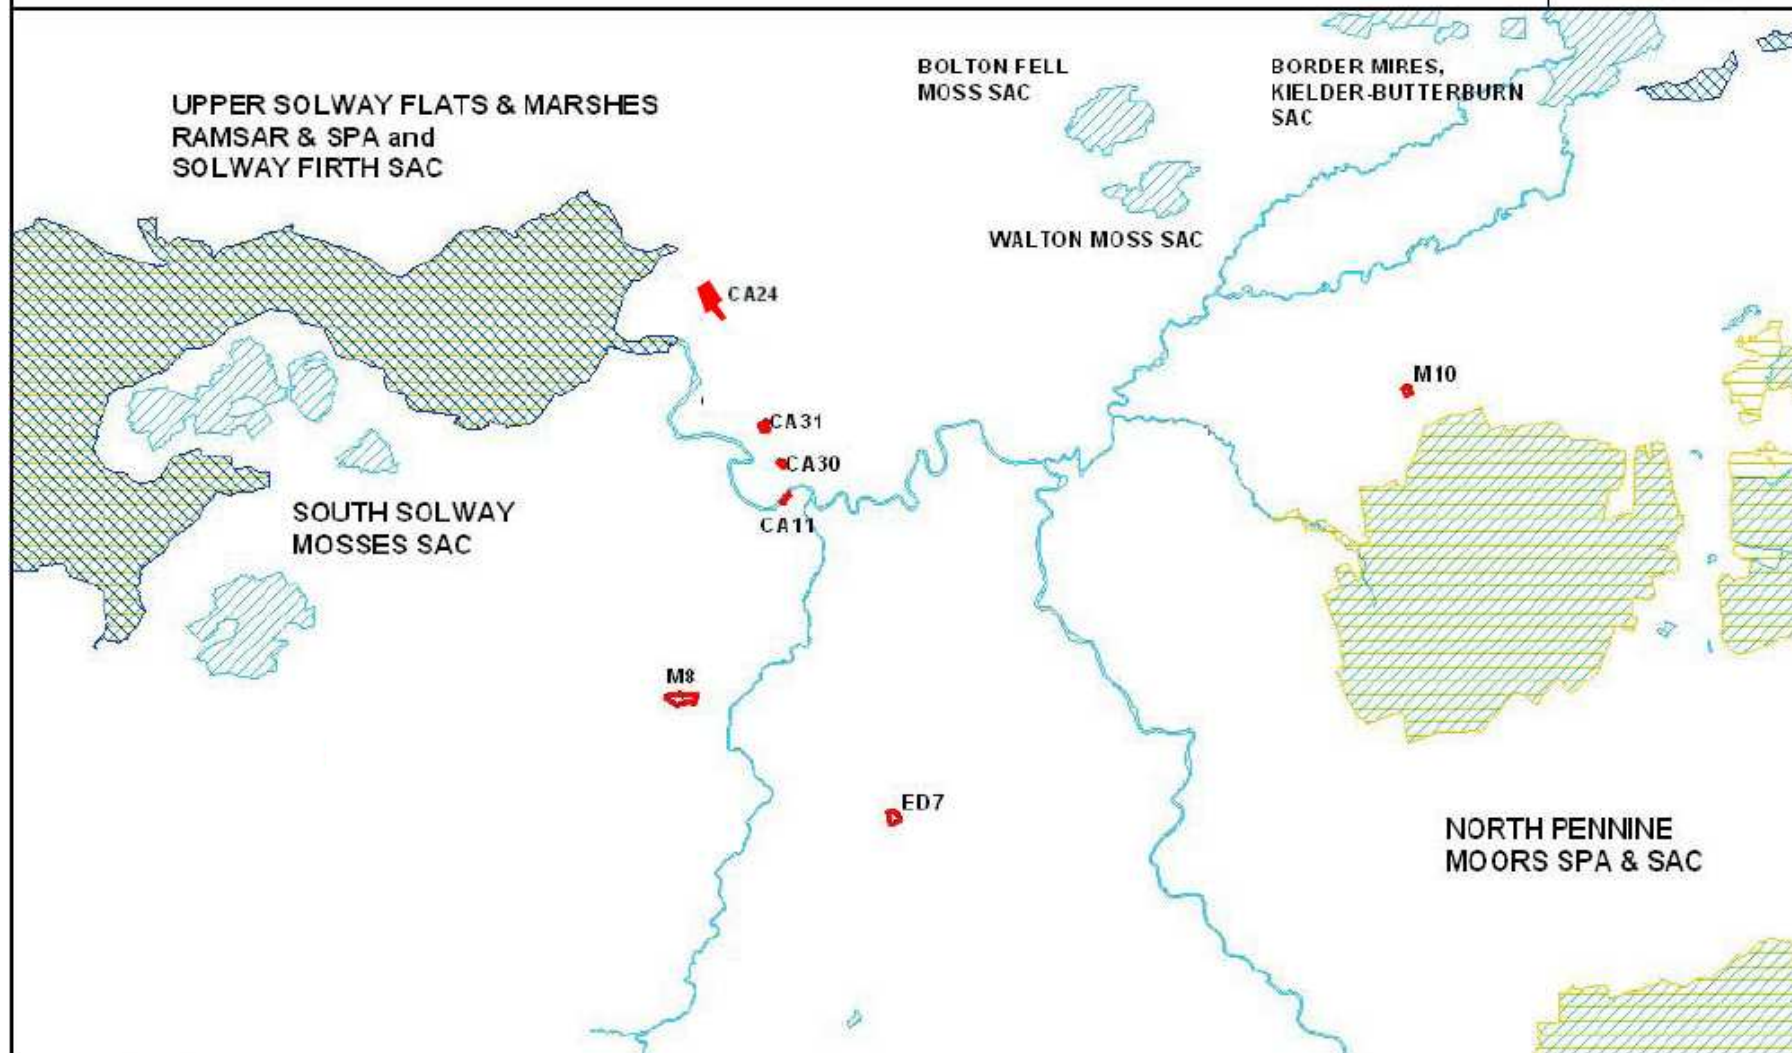 BOLTON FELL
MOSS SAC
BORDER MIRES,
KIELDER-BUTTERBURN
SAC
UPPER SOLWAY FLATS & MARSHES
RAMSAR & SPA and
SOLWAY FIRTH SAC
WALTON MOSS SAC
CA24
M10
CA31
CA30
CA11
SOUTH SOLWAY
MOSSES SAC
M8
ED7
NORTH PENNINE
MOORS SPA & SAC